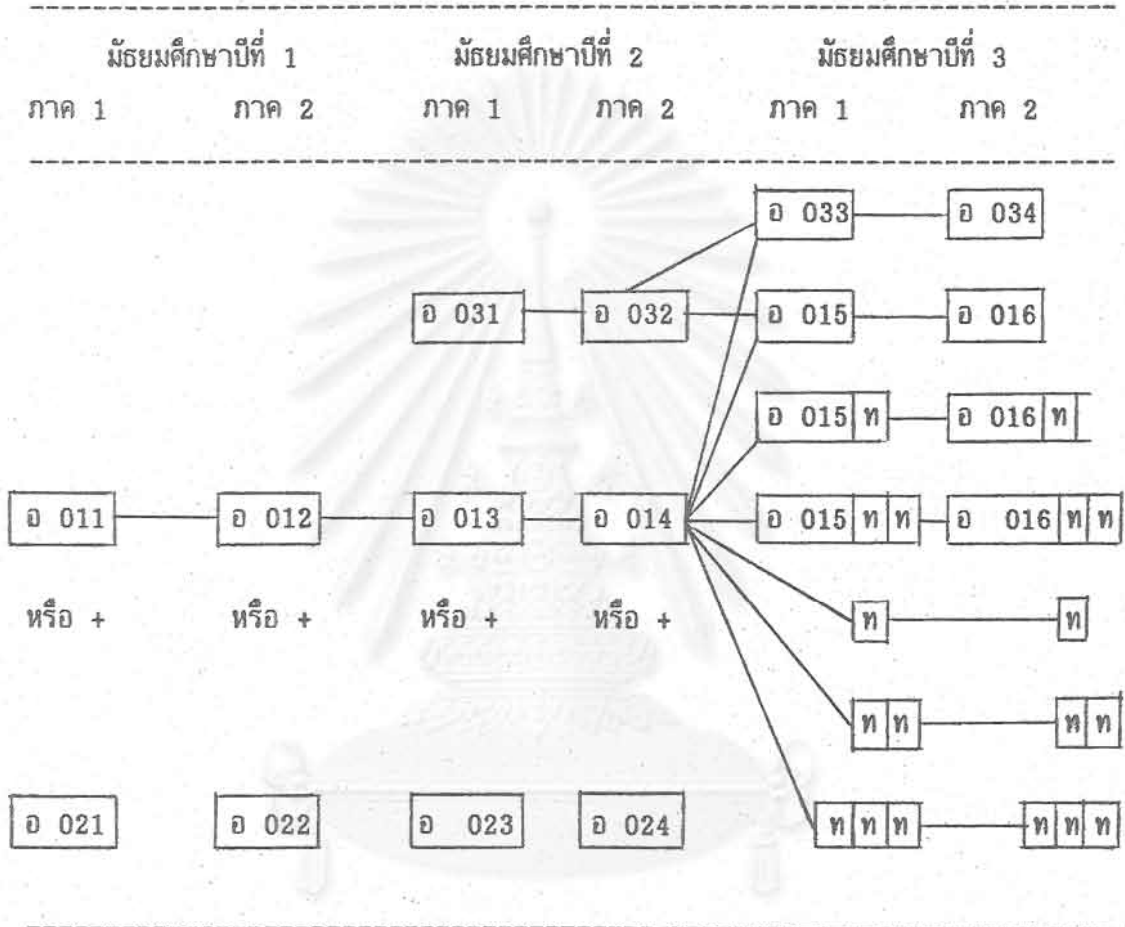 มัธยมศึกษาปีที่ 1 มัธยมศึกษาปีที่ 2 มัธยมศึกษาปีที่ 3
ภาค 1 ภาค 2 ภาค 1 ภาค 2 ภาค 1 ภาค 2
อ 033 อ 034
อ 031 อ 032 อ 015 อ 016
อ 015 ท อ 016 ท
อ 011 อ 012 อ 013 อ 014 อ 015 ท ท อ 016 ท ท
หรือ + หรือ + หรือ + หรือ + ท ท
ท ท ท ท
อ 021 อ 022 อ 023 อ 024 ท ท ท ท ท ท